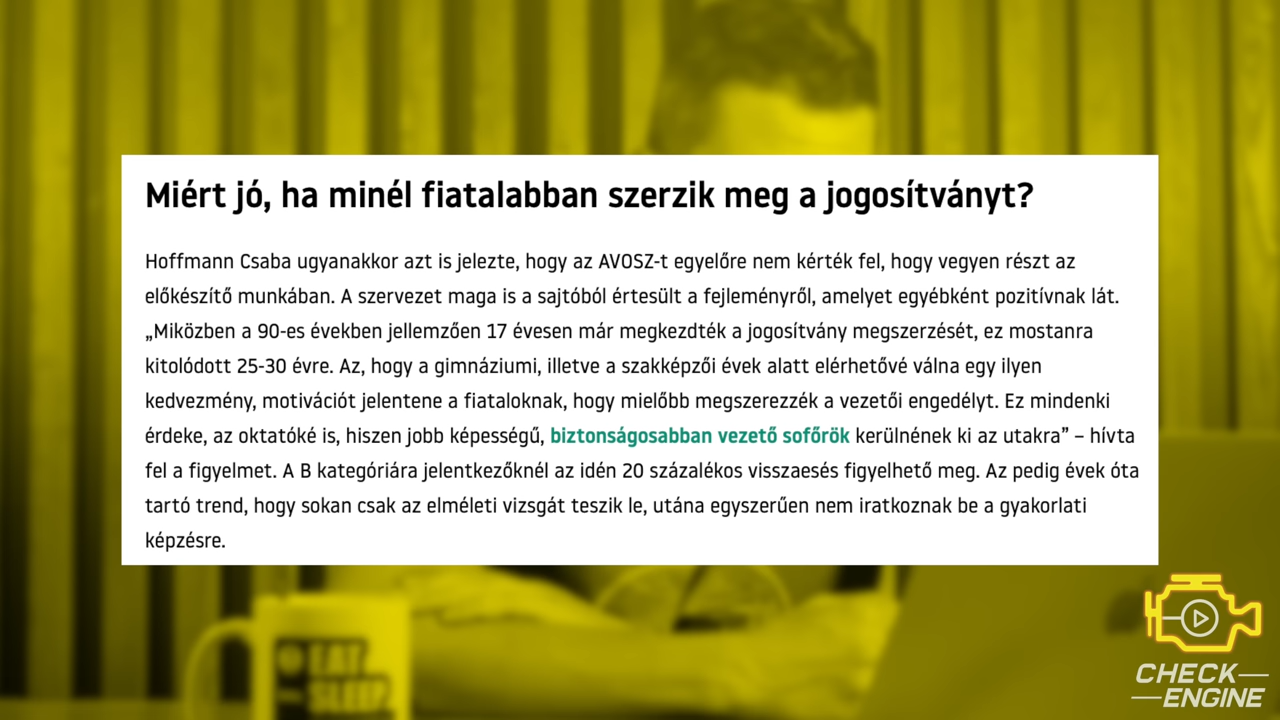 Miért jó, ha minél fiatalabban szerzik meg a jogosítványt?
Hoffmann Csaba ugyanakkor azt is jelezte, hogy az AVOSZ-t egyelőre nem kérték fel, hogy vegyen részt az
előkészítő munkában. A szervezet maga is a sajtóból értesült a fejleményről, amelyet egyébként pozitívnak lát.
„Miközben a 90-es években jellemzően 17 évesen már megkezdték a jogosítvány megszerzését, ez mostanra
kitolódott 25-30 évre. Az, hogy a gimnáziumi, illetve a szakképzői évek alatt elérhetővé válna egy ilyen
kedvezmény, motivációt jelentene a fiataloknak, hogy mielőbb megszerezzék a vezetői engedélyt. Ez mindenki
érdeke, az oktatóké is, hiszen jobb képességű, biztonságosabban vezető sofőrök kerülnének ki az utakra” – hívta
fel a figyelmet. A B kategóriára jelentkezőknél az idén 20 százalékos visszaesés figyelhető meg. Az pedig évek óta
tartó trend, hogy sokan csak az elméleti vizsgát teszik le, utána egyszerűen nem iratkoznak be a gyakorlati
képzésre.
EAT
SLEEP
CHECK
ENGINE